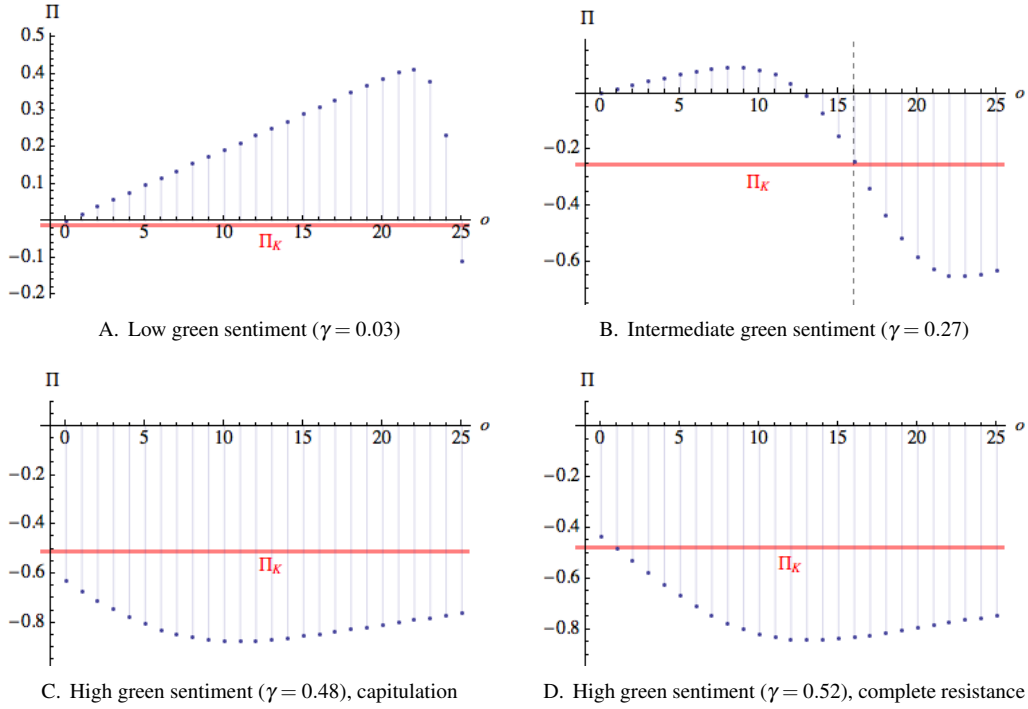 Π
0.5
0.4
0.3
0.2
0.1
−0.1
−0.2
0 5 10 15 20 25 o
Π_K
A. Low green sentiment (γ = 0.03)
Π
0 5 10 15 20 25 o
−0.2
−0.4
−0.6
Π_K
B. Intermediate green sentiment (γ = 0.27)
Π
0 5 10 15 20 25 o
−0.2
−0.4
−0.6
−0.8
Π_K
C. High green sentiment (γ = 0.48), capitulation
Π
0 5 10 15 20 25 o
−0.2
−0.4
−0.6
−0.8
Π_K
D. High green sentiment (γ = 0.52), complete resistance